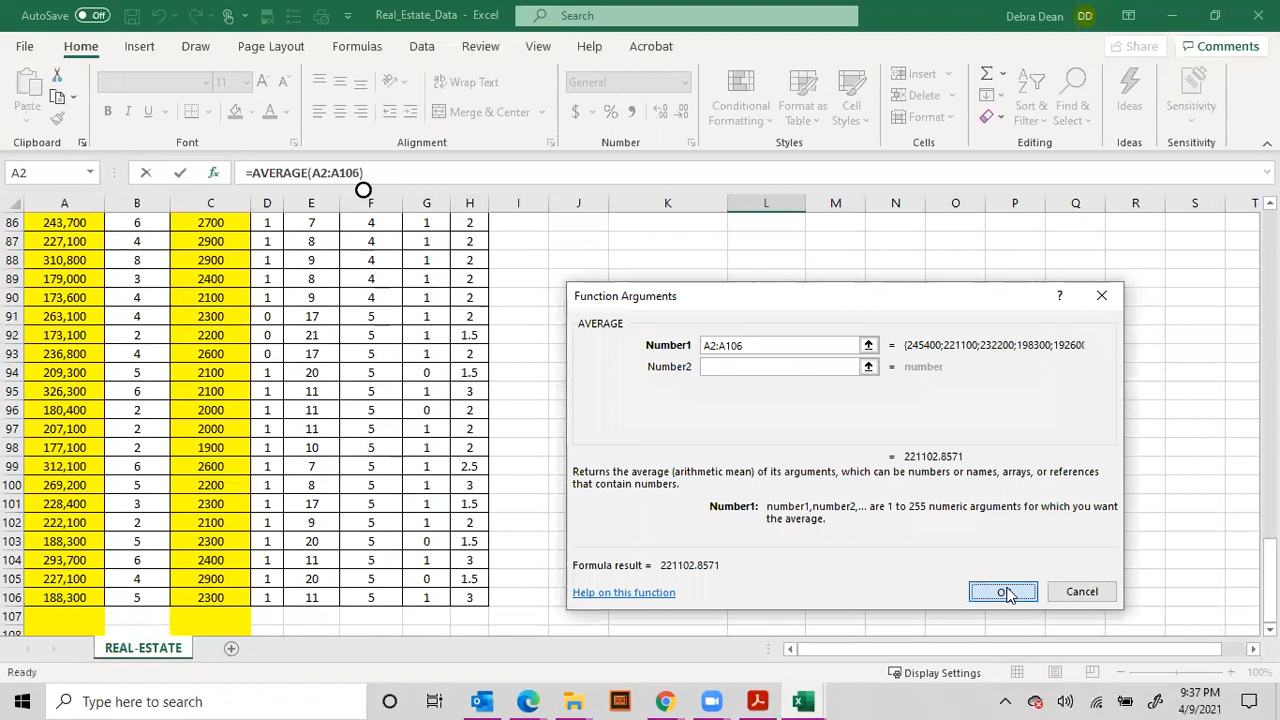 AutoSave Off Real_Estate_Data - Excel Search Debra Dean DD
File Home Insert Draw Page Layout Formulas Data Review View Help Acrobat Share Comments
Paste 11 A A Wrap Text General Conditional Formatting Format as Table Cell Styles Insert Delete Format Sort & Filter Find & Select Ideas Sensitivity
B I U A Merge & Center $ % 9
Clipboard Font Alignment Number Styles Cells Editing Ideas Sensitivity
A2 fx =AVERAGE(A2:A106)
A B C D E F G H I J K L M N O P Q R S T
86 243,700 6 2700 1 7 4 1 2
87 227,100 4 2900 1 8 4 1 2
88 310,800 8 2900 1 9 4 1 2
89 179,000 3 2400 1 8 4 1 2
90 173,600 4 2100 1 9 4 1 2
91 263,100 4 2300 0 17 5 1 2
92 173,100 2 2200 0 21 5 1 1.5
93 236,800 4 2600 0 17 5 1 2
94 209,300 5 2100 1 20 5 0 1.5
95 326,300 6 2100 1 11 5 1 3
96 180,400 2 2000 1 11 5 0 2
97 207,100 2 2000 1 11 5 1 2
98 177,100 2 1900 1 10 5 1 2
99 312,100 6 2600 1 7 5 1 2.5
100 269,200 5 2200 1 8 5 1 3
101 228,400 3 2300 1 17 5 1 1.5
102 222,100 2 2100 1 9 5 1 2
103 188,300 5 2300 1 20 5 0 1.5
104 293,700 6 2400 1 11 5 1 3
105 227,100 4 2900 1 20 5 0 1.5
106 188,300 5 2300 1 11 5 1 3
107
108
Function Arguments ?
AVERAGE
Number1 A2:A106 = {245400;221100;232200;198300;192600
Number2 = number
= 221102.8571
Returns the average (arithmetic mean) of its arguments, which can be numbers or names, arrays, or references
that contain numbers.
Number1: number1,number2,... are 1 to 255 numeric arguments for which you want
the average.
Formula result = 221102.8571
Help on this function Cancel
REAL-ESTATE
Ready Display Settings 100%
Type here to search
9:37 PM
4/9/2021